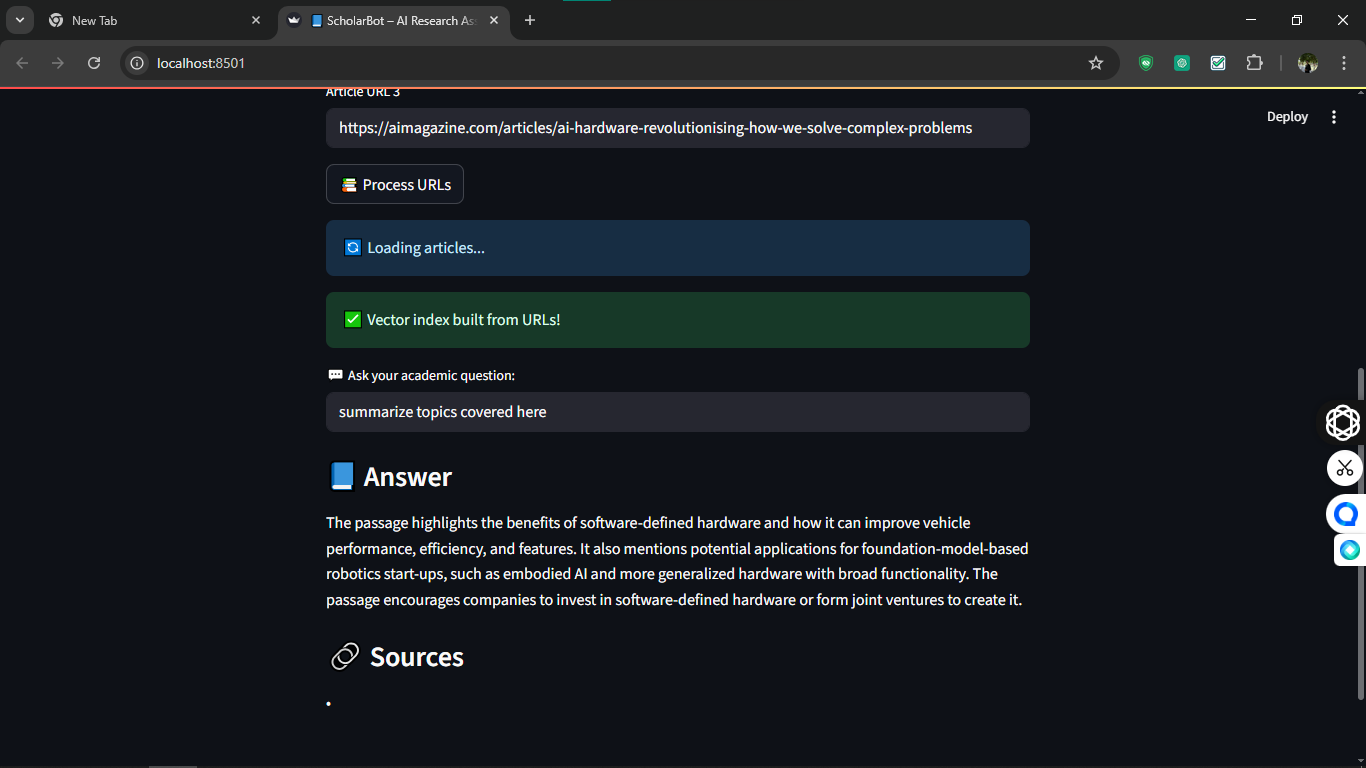 New Tab
ScholarBot – AI Research Ass
localhost:8501
Article URL 3
Deploy
https://aimagazine.com/articles/ai-hardware-revolutionising-how-we-solve-complex-problems
Process URLs
Loading articles...
Vector index built from URLs!
Ask your academic question:
summarize topics covered here
Answer
The passage highlights the benefits of software-defined hardware and how it can improve vehicle
performance, efficiency, and features. It also mentions potential applications for foundation-model-based
robotics start-ups, such as embodied AI and more generalized hardware with broad functionality. The
passage encourages companies to invest in software-defined hardware or form joint ventures to create it.
Sources
•